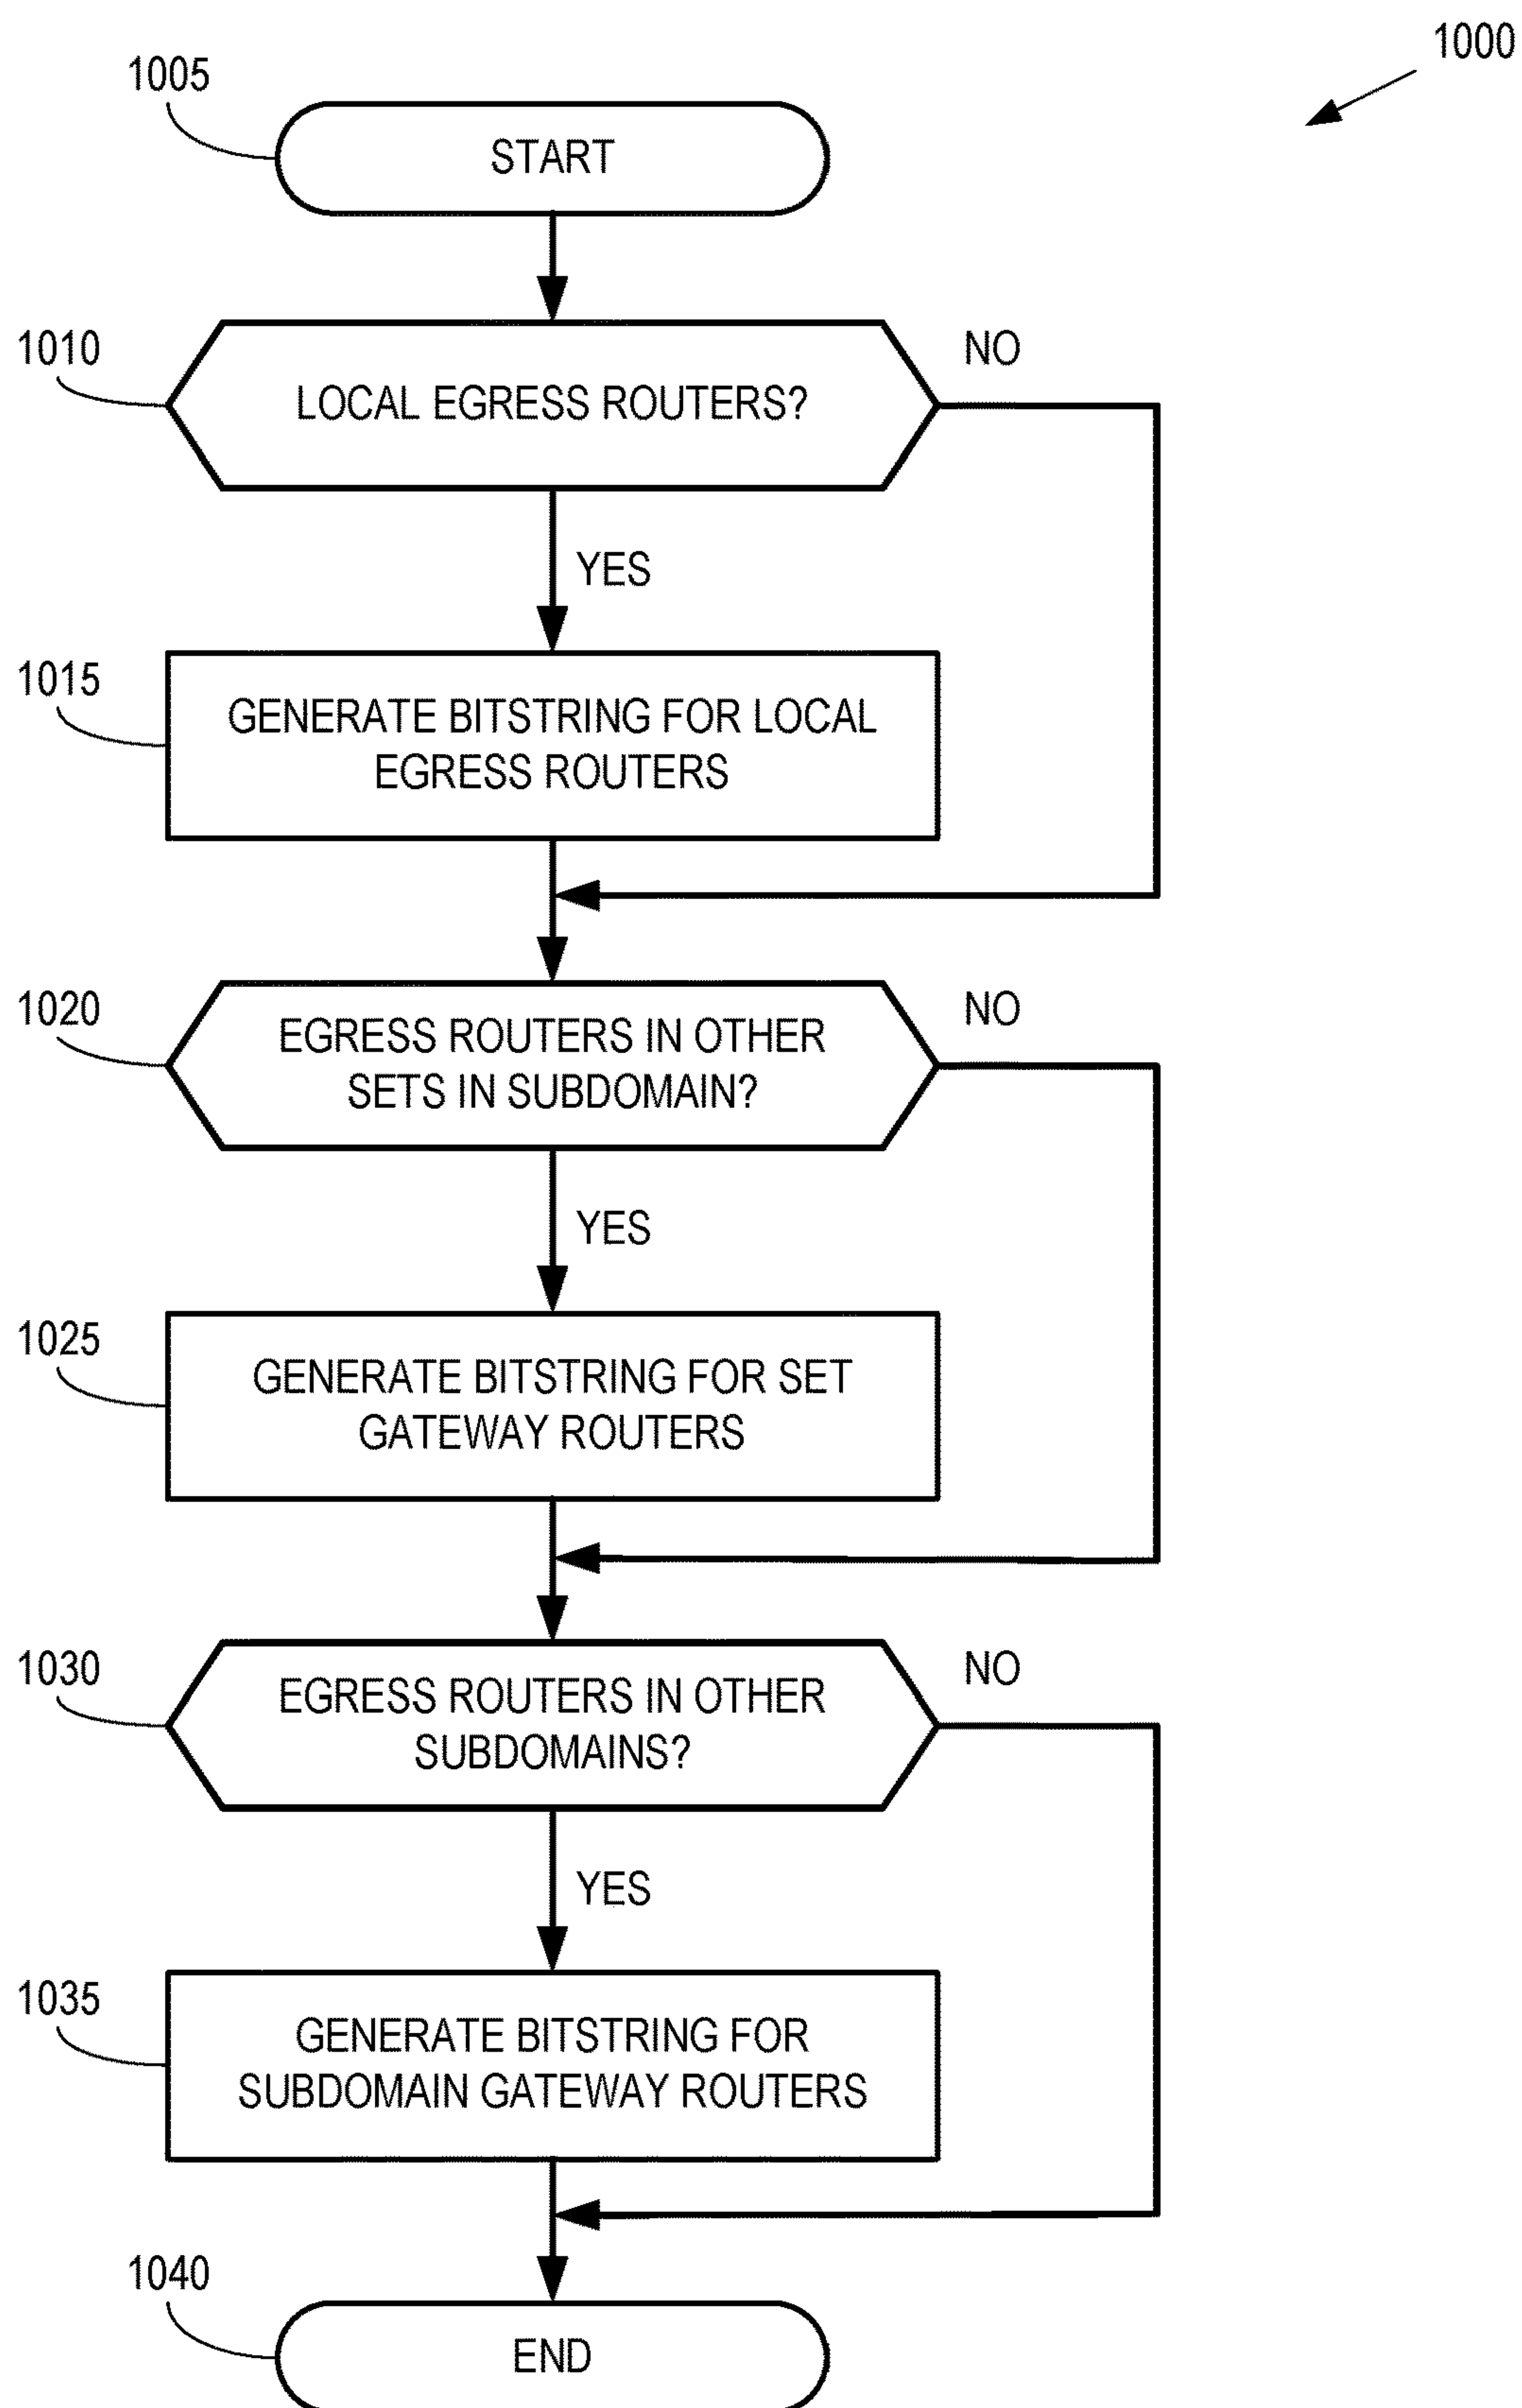 1000
1005
START
1010
LOCAL EGRESS ROUTERS?
NO
YES
1015
GENERATE BITSTRING FOR LOCAL
EGRESS ROUTERS
1020
EGRESS ROUTERS IN OTHER
SETS IN SUBDOMAIN?
NO
YES
1025
GENERATE BITSTRING FOR SET
GATEWAY ROUTERS
1030
EGRESS ROUTERS IN OTHER
SUBDOMAINS?
NO
YES
1035
GENERATE BITSTRING FOR
SUBDOMAIN GATEWAY ROUTERS
1040
END